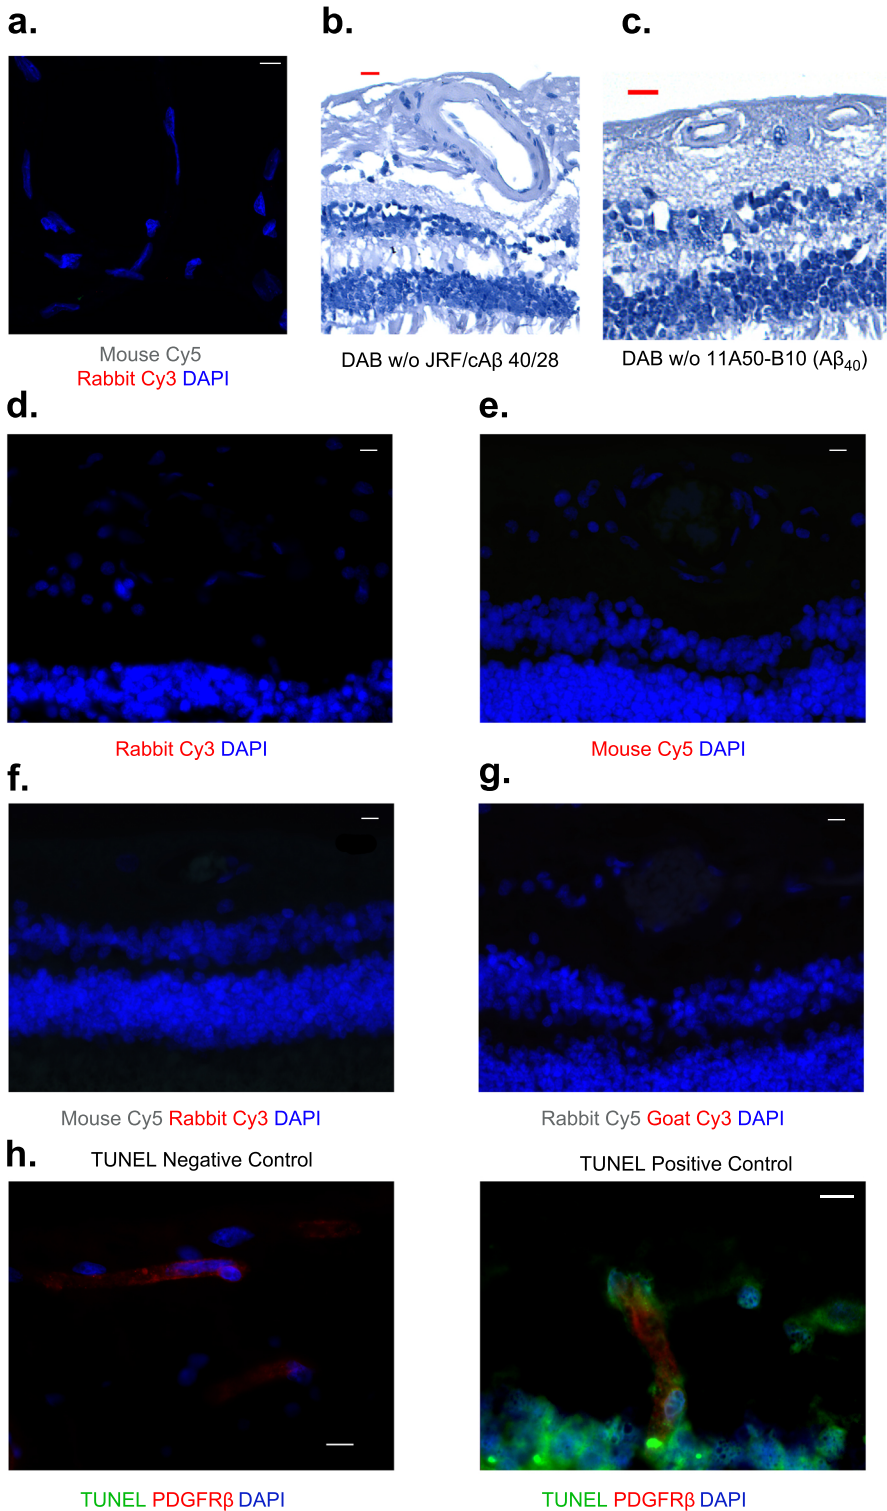 a.
b.
c.
Mouse Cy5
Rabbit Cy3 DAPI
DAB w/o JRF/cAβ 40/28
DAB w/o 11A50-B10 (Aβ₄₀)
d.
e.
Rabbit Cy3 DAPI
Mouse Cy5 DAPI
f.
g.
Mouse Cy5 Rabbit Cy3 DAPI
Rabbit Cy5 Goat Cy3 DAPI
h.
TUNEL Negative Control
TUNEL Positive Control
TUNEL PDGFRβ DAPI
TUNEL PDGFRβ DAPI